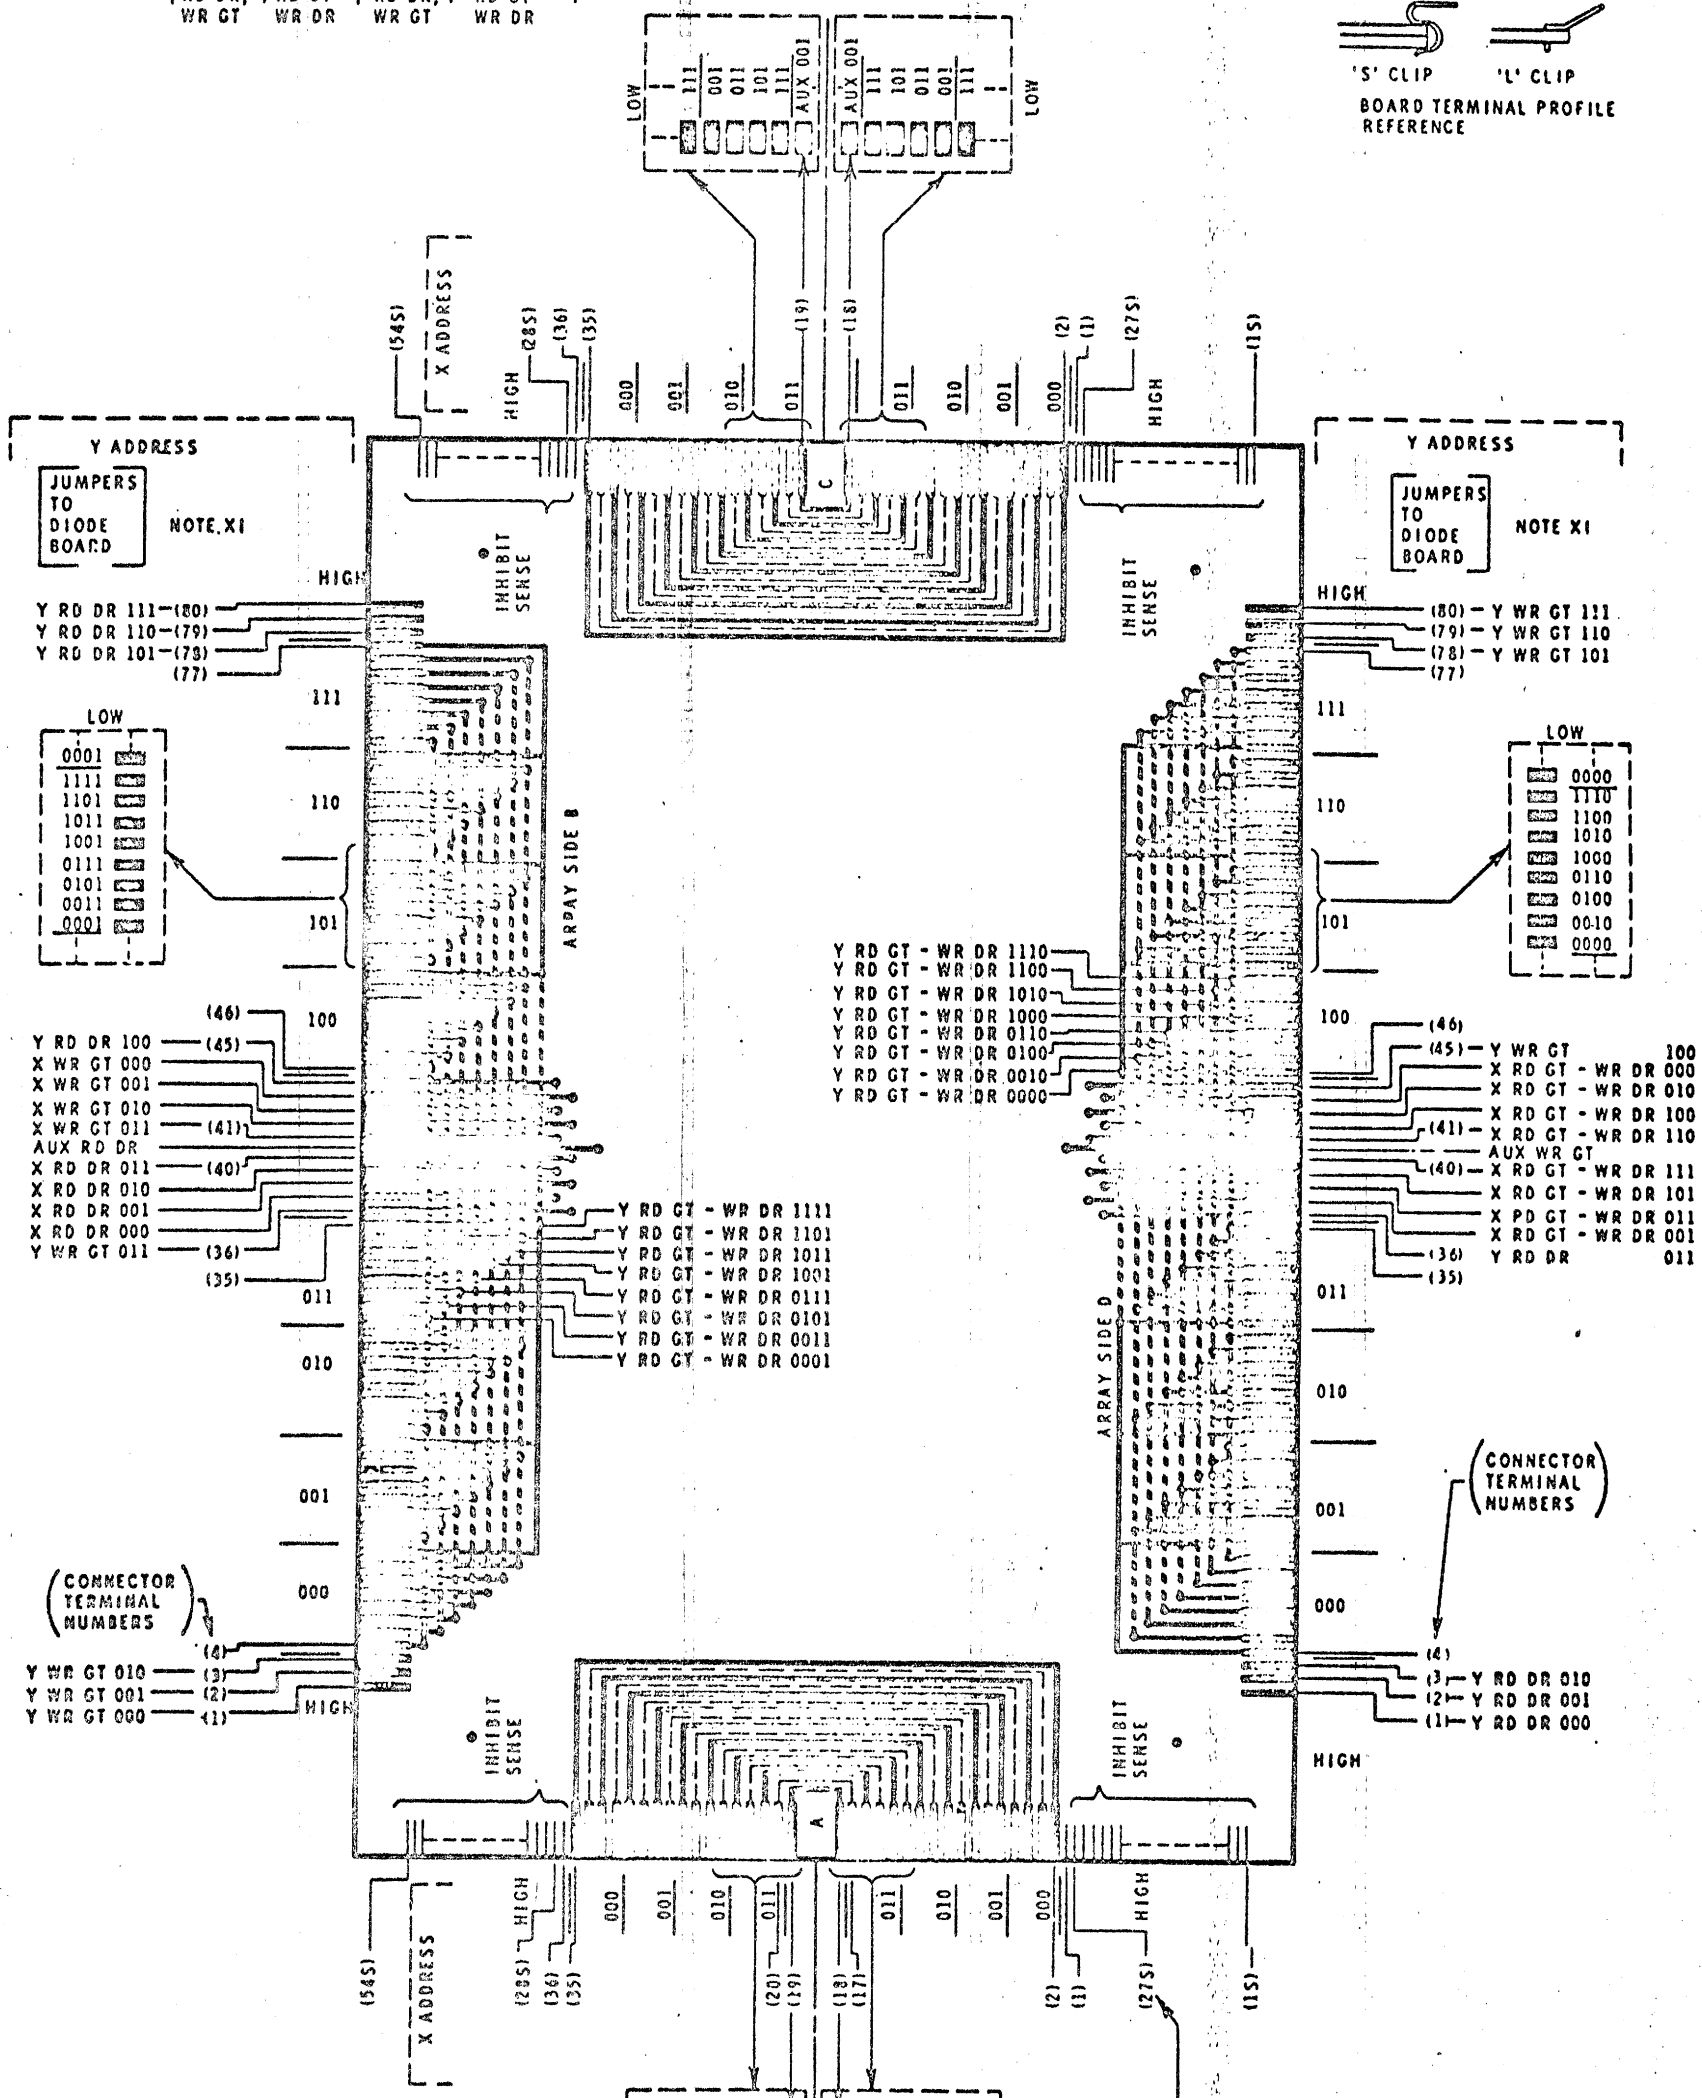 WR GT WR DR WR GT WR DR
'S' CLIP 'L' CLIP
BOARD TERMINAL PROFILE
REFERENCE
LOW
111
001
011
101
111
AUX 001
AUX 001
111
101
011
001
111
LOW
(19)
(18)
(54S)
X ADDRESS
HIGH
(28S)
(36)
(35)
000
001
010
011
011
010
001
000
(2)
(1)
(27S)
HIGH
(1S)
C
Y ADDRESS
JUMPERS
TO
DIODE
BOARD
NOTE.XI
HIGH
INHIBIT
SENSE
INHIBIT
SENSE
Y ADDRESS
JUMPERS
TO
DIODE
BOARD
NOTE XI
HIGH
Y RD DR 111-(80)
Y RD DR 110-(79)
Y RD DR 101-(78)
(77)
(80) - Y WR GT 111
(79) - Y WR GT 110
(78) - Y WR GT 101
(77)
LOW
0001
1111
1101
1011
1001
0111
0101
0011
0001
111
110
101
100
ARRAY SIDE B
111
110
101
100
LOW
0000
1110
1100
1010
1000
0110
0100
0010
0000
Y RD GT - WR DR 1110
Y RD GT - WR DR 1100
Y RD GT - WR DR 1010
Y RD GT - WR DR 1000
Y RD GT - WR DR 0110
Y RD GT - WR DR 0100
Y RD GT - WR DR 0010
Y RD GT - WR DR 0000
(46)
Y RD DR 100 (45)
X WR GT 000
X WR GT 001
X WR GT 010
X WR GT 011 (41)
AUX RD DR
X RD DR 011 (40)
X RD DR 010
X RD DR 001
X RD DR 000
Y WR GT 011 (36)
(35)
(46)
(45) - Y WR GT 100
X RD GT - WR DR 000
X RD GT - WR DR 010
X RD GT - WR DR 100
(41) - X RD GT - WR DR 110
AUX WR GT
(40) - X RD GT - WR DR 111
X RD GT - WR DR 101
X RD GT - WR DR 011
X RD GT - WR DR 001
(36) Y RD DR 011
(35)
Y RD GT - WR DR 1111
Y RD GT - WR DR 1101
Y RD GT - WR DR 1011
Y RD GT - WR DR 1001
Y RD GT - WR DR 0111
Y RD GT - WR DR 0101
Y RD GT - WR DR 0011
Y RD GT - WR DR 0001
011
010
001
000
ARRAY SIDE D
011
010
001
000
(CONNECTOR
TERMINAL
NUMBERS)
(4)
Y WR GT 010 (3)
Y WR GT 001 (2)
Y WR GT 000 (1)
HIGH
(CONNECTOR
TERMINAL
NUMBERS)
(4)
(3) - Y RD DR 010
(2) - Y RD DR 001
(1) - Y RD DR 000
HIGH
INHIBIT
SENSE
INHIBIT
SENSE
A
(54S)
X ADDRESS
HIGH
(28S)
(36)
(35)
000
001
010
011
(20)
(19)
(18)
(17)
011
010
001
000
(2)
(1)
HIGH
(27S)
(1S)